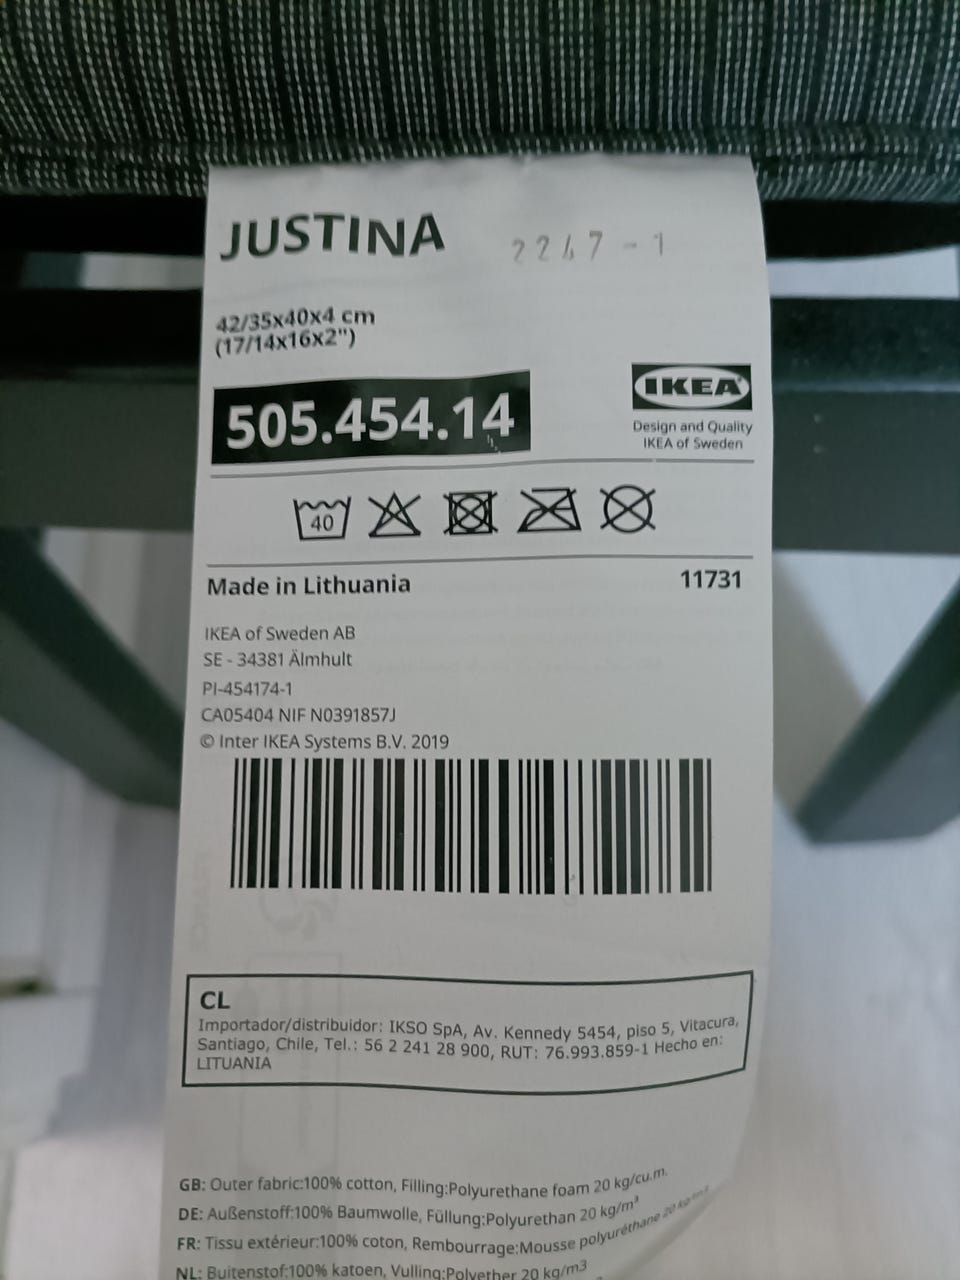 JUSTINA
2247-1
42/35x40x4 cm
(17/14x16x2")
505.454.14
IKEA
Design and Quality
IKEA of Sweden
40
Made in Lithuania
11731
IKEA of Sweden AB
SE - 34381 Älmhult
PI-454174-1
CA05404 NIF N0391857J
© Inter IKEA Systems B.V. 2019
CL
Importador/distribuidor: IKSO SpA, Av. Kennedy 5454, piso 5, Vitacura,
Santiago, Chile, Tel.: 56 2 241 28 900, RUT: 76.993.859-1 Hecho en:
LITUANIA
GB: Outer fabric:100% cotton, Filling:Polyurethane foam 20 kg/cu.m.
DE: Außenstoff:100% Baumwolle, Füllung:Polyurethan 20 kg/m³
FR: Tissu extérieur:100% coton, Rembourrage:Mousse polyuréthane 20 kg/m³
NL: Buitenstof:100% katoen, Vulling:Polyether 20 kg/m3